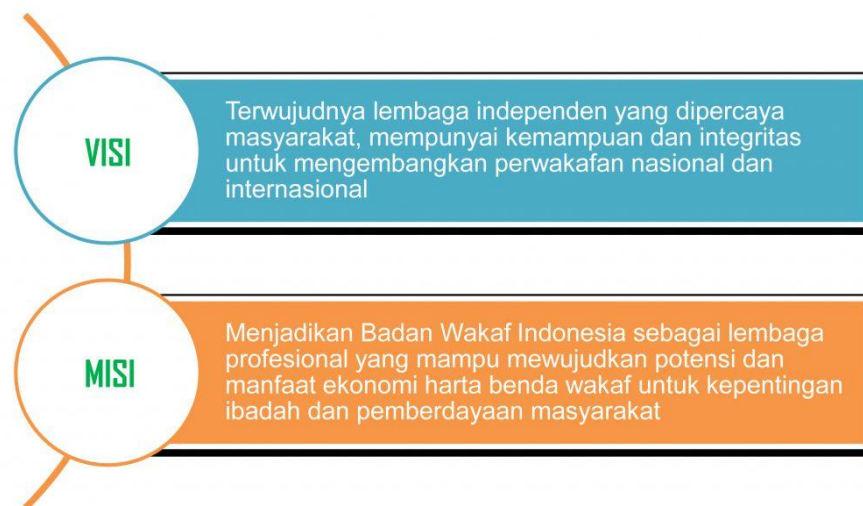 VISI
Terwujudnya lembaga independen yang dipercaya
masyarakat, mempunyai kemampuan dan integritas
untuk mengembangkan perwakafan nasional dan
internasional
MISI
Menjadikan Badan Wakaf Indonesia sebagai lembaga
profesional yang mampu mewujudkan potensi dan
manfaat ekonomi harta benda wakaf untuk kepentingan
ibadah dan pemberdayaan masyarakat